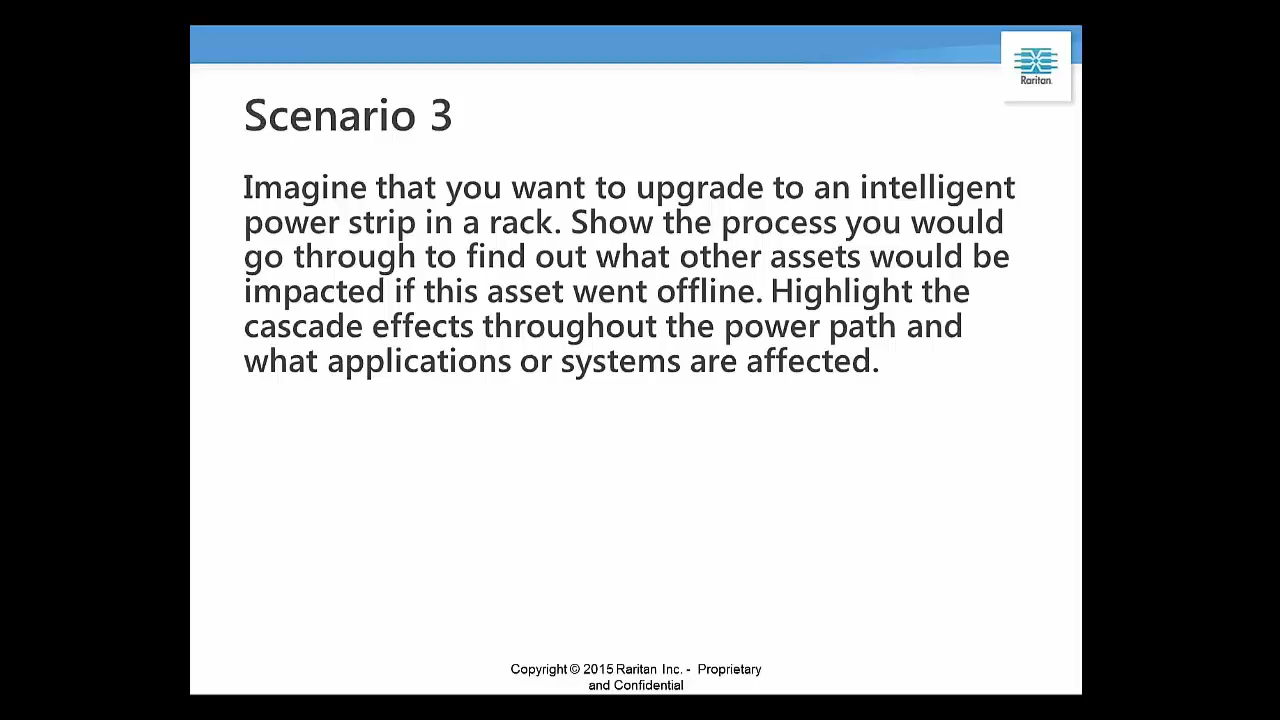 Raritan.
Scenario 3
Imagine that you want to upgrade to an intelligent
power strip in a rack. Show the process you would
go through to find out what other assets would be
impacted if this asset went offline. Highlight the
cascade effects throughout the power path and
what applications or systems are affected.
Copyright © 2015 Raritan Inc. - Proprietary
and Confidential